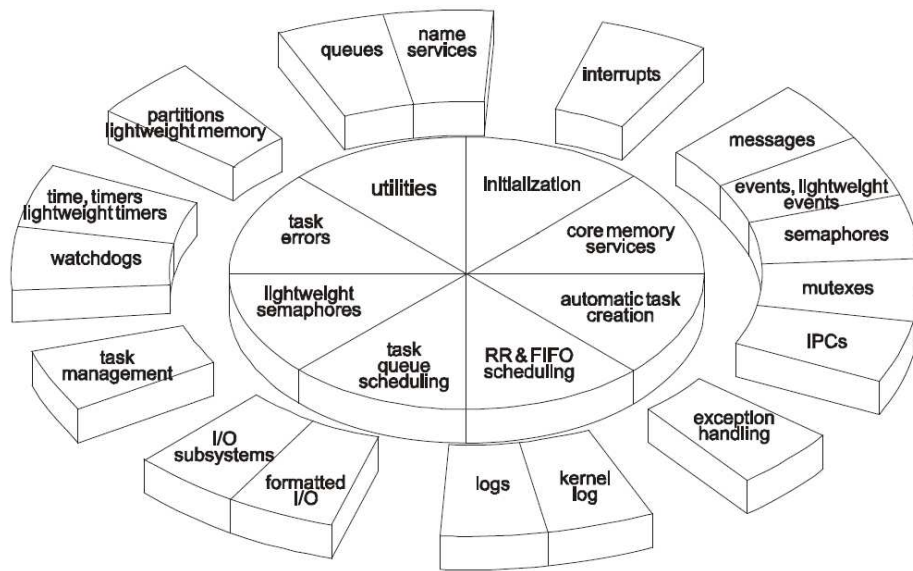 queues
name
services
interrupts
partitions
lightweight memory
messages
events, lightweight
events
semaphores
mutexes
IPCs
time, timers
lightweight timers
watchdogs
utilities
initialization
task
errors
core memory
services
lightweight
semaphores
automatic task
creation
task
queue
scheduling
RR & FIFO
scheduling
task
management
I/O
subsystems
formatted
I/O
logs
kernel
log
exception
handling